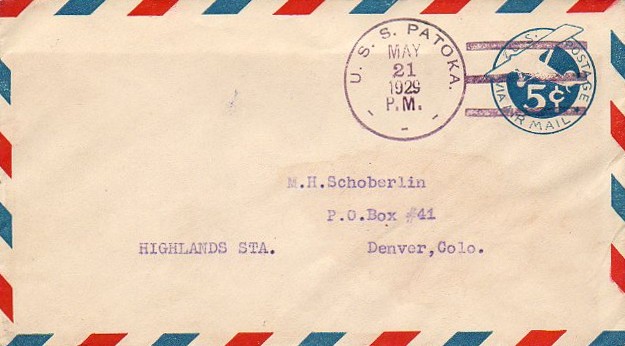 U. S. S. PATOKA.
MAY
21
1929
P.M.
U.S. POSTAGE
5¢
VIA AIR MAIL
M.H.Schoberlin
P.O.Box #41
HIGHLANDS STA. Denver,Colo.